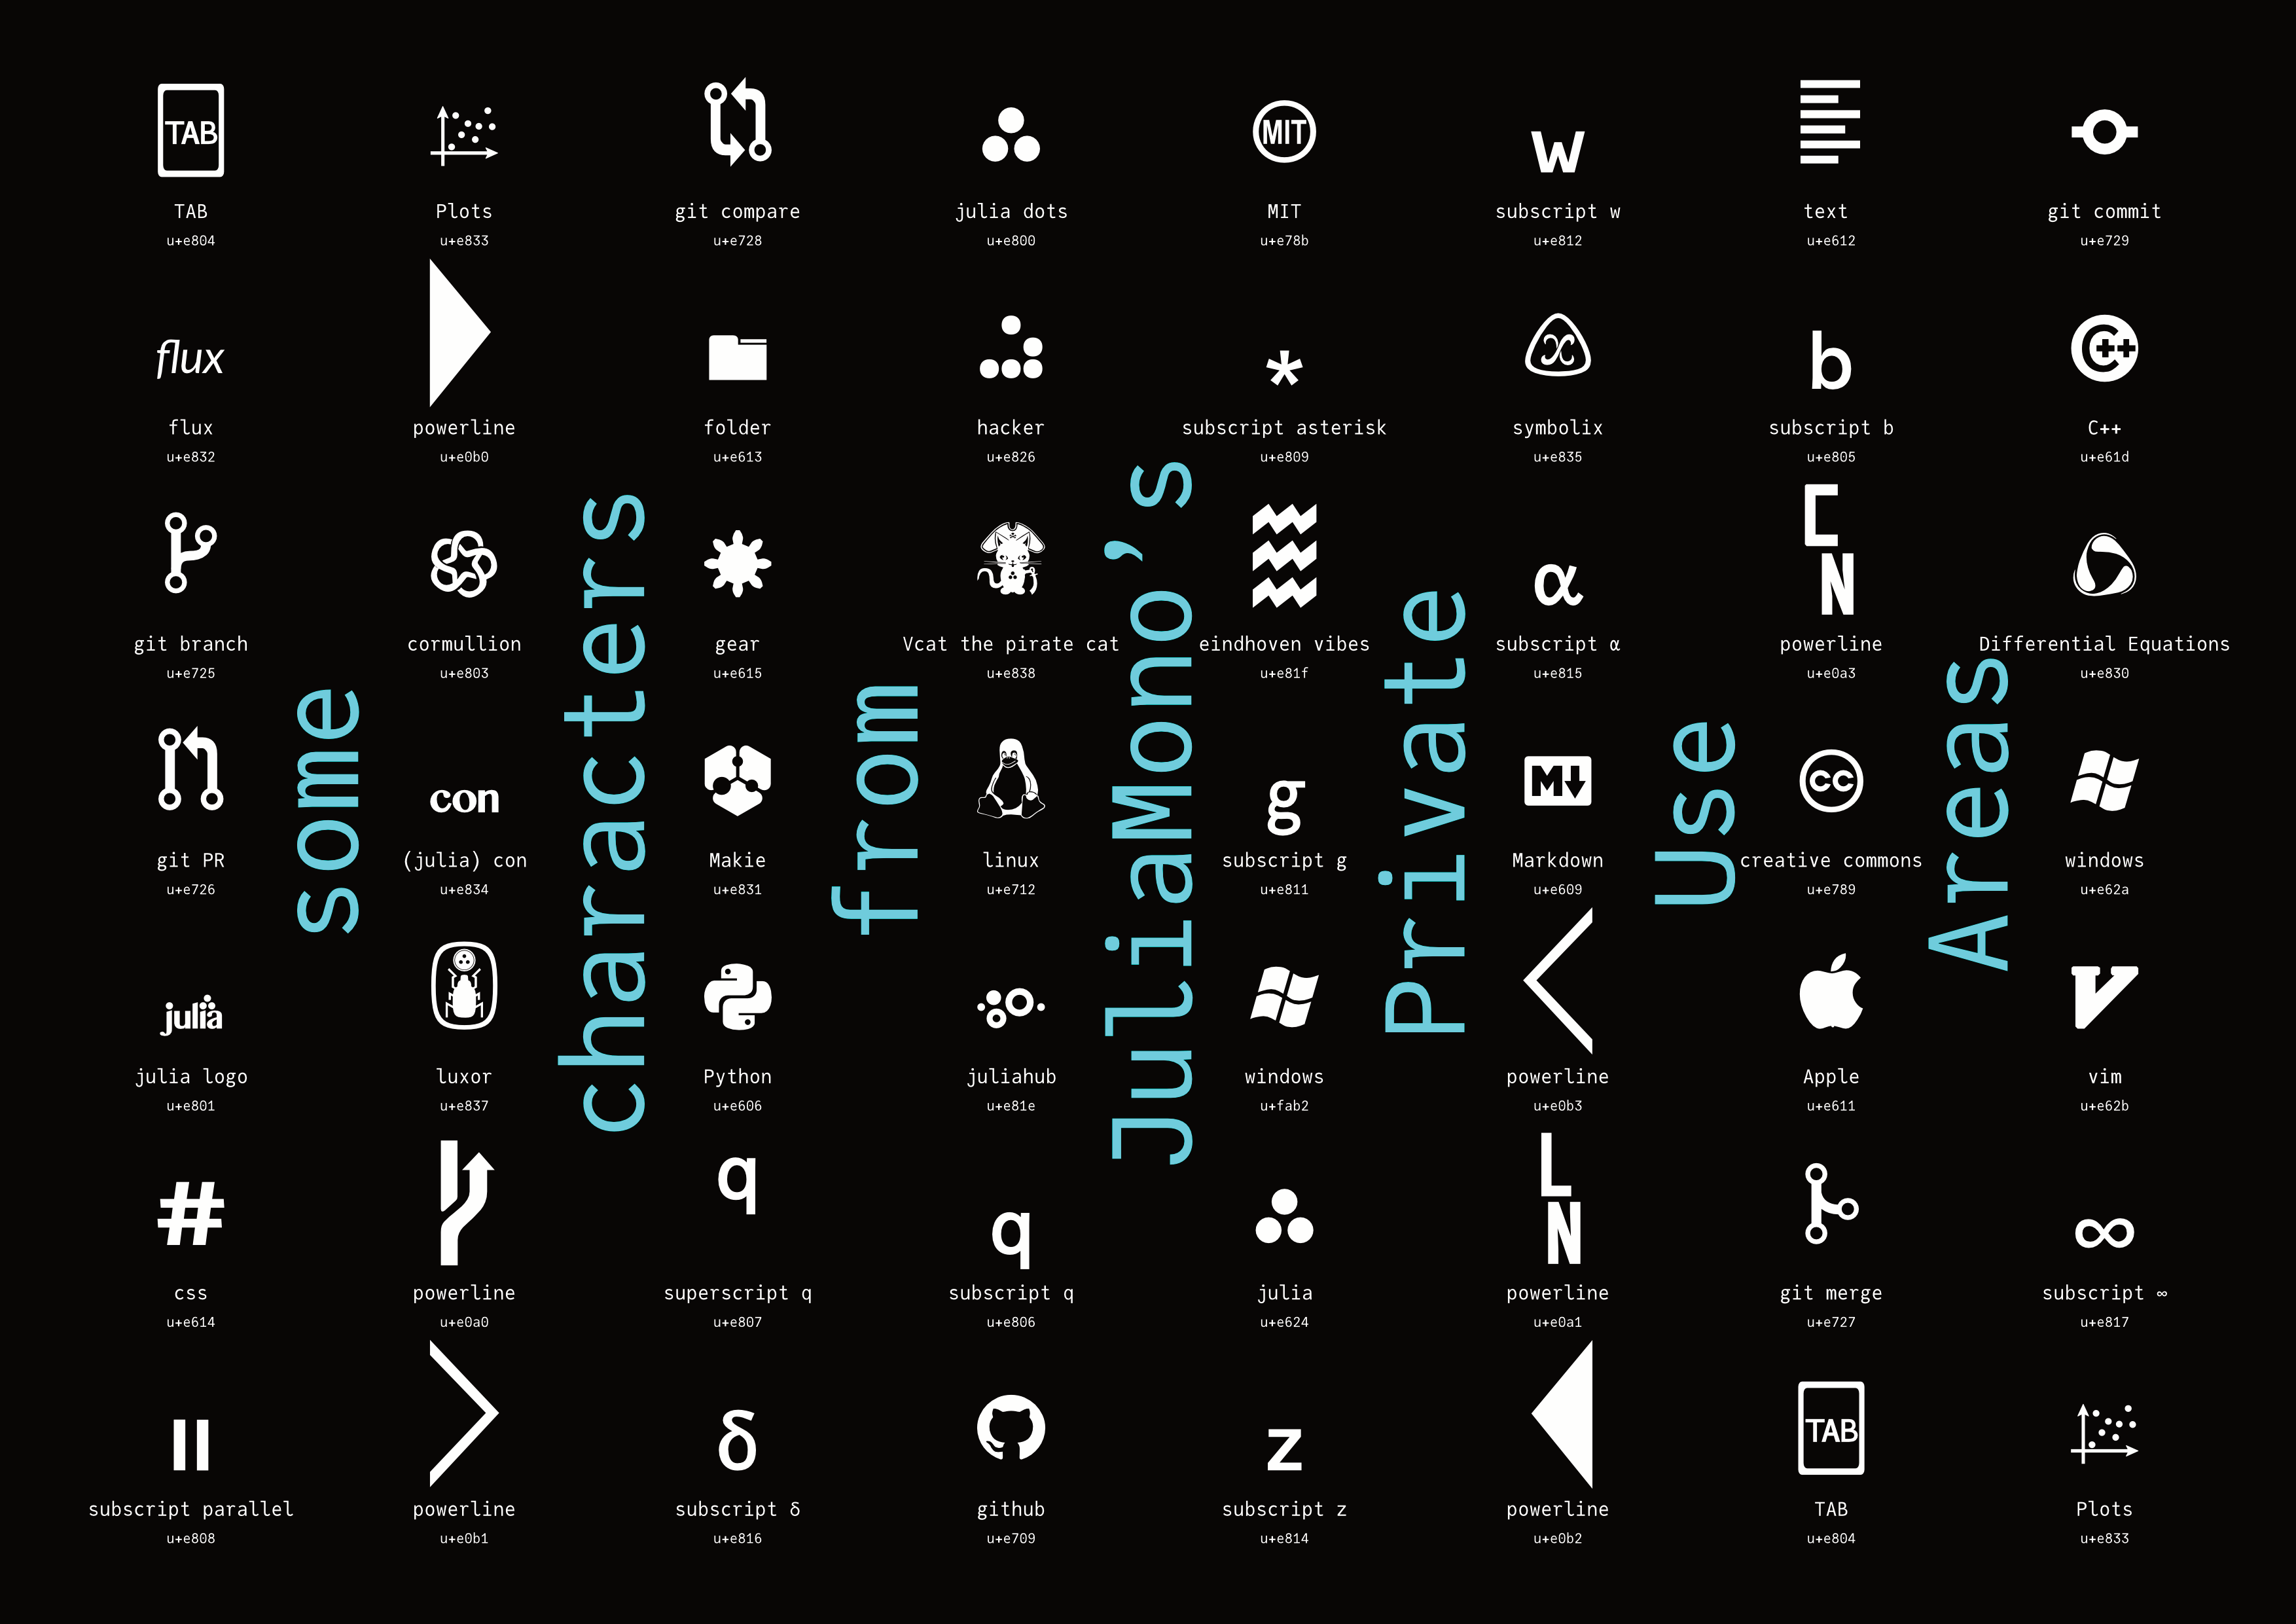 TAB
MIT
w
TAB Plots git compare julia dots MIT subscript w text git commit
u+e804 u+e833 u+e728 u+e800 u+e78b u+e812 u+e612 u+e729
flux * x b C++
flux powerline folder hacker subscript asterisk symbolix subscript b C++
u+e832 u+e0b0 u+e613 u+e826 u+e809 u+e835 u+e805 u+e61d
α C N
git branch cormullion gear Vcat the pirate cat eindhoven vibes subscript α powerline Differential Equations
u+e725 u+e803 u+e615 u+e838 u+e81f u+e815 u+e0a3 u+e830
con g M cc
git PR (julia) con Makie linux subscript g Markdown creative commons windows
u+e726 u+e834 u+e831 u+e712 u+e811 u+e609 u+e789 u+e62a
julia V
julia logo luxor Python juliahub windows powerline Apple vim
u+e801 u+e837 u+e606 u+e81e u+fab2 u+e0b3 u+e611 u+e62b
# q q L N ∞
css powerline superscript q subscript q julia powerline git merge subscript ∞
u+e614 u+e0a0 u+e807 u+e806 u+e624 u+e0a1 u+e727 u+e817
δ z TAB
subscript parallel powerline subscript δ github subscript z powerline TAB Plots
u+e808 u+e0b1 u+e816 u+e709 u+e814 u+e0b2 u+e804 u+e833
some
characters
from
JuliaMono’s
Private
Use
Areas